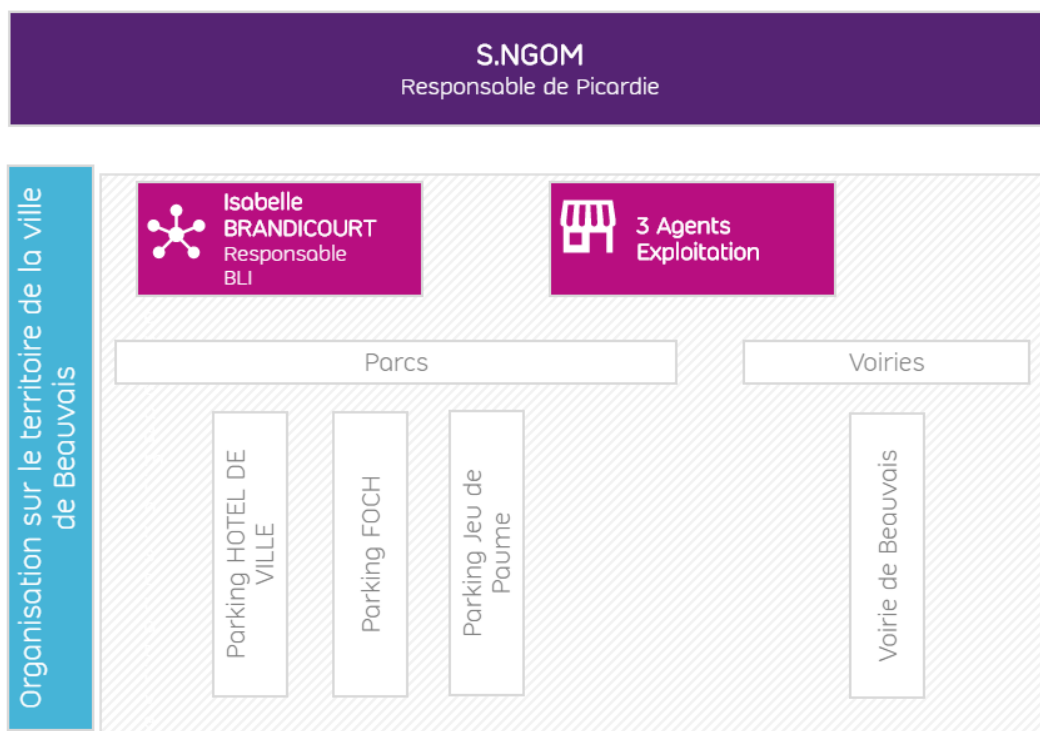 S.NGOM
Responsable de Picardie
Organisation sur le territoire de la ville
de Beauvais
Isabelle
BRANDICOURT
Responsable
BLI
3 Agents
Exploitation
Parcs
Voiries
Parking HOTEL DE
VILLE
Parking FOCH
Parking Jeu de
Paume
Voirie de Beauvais